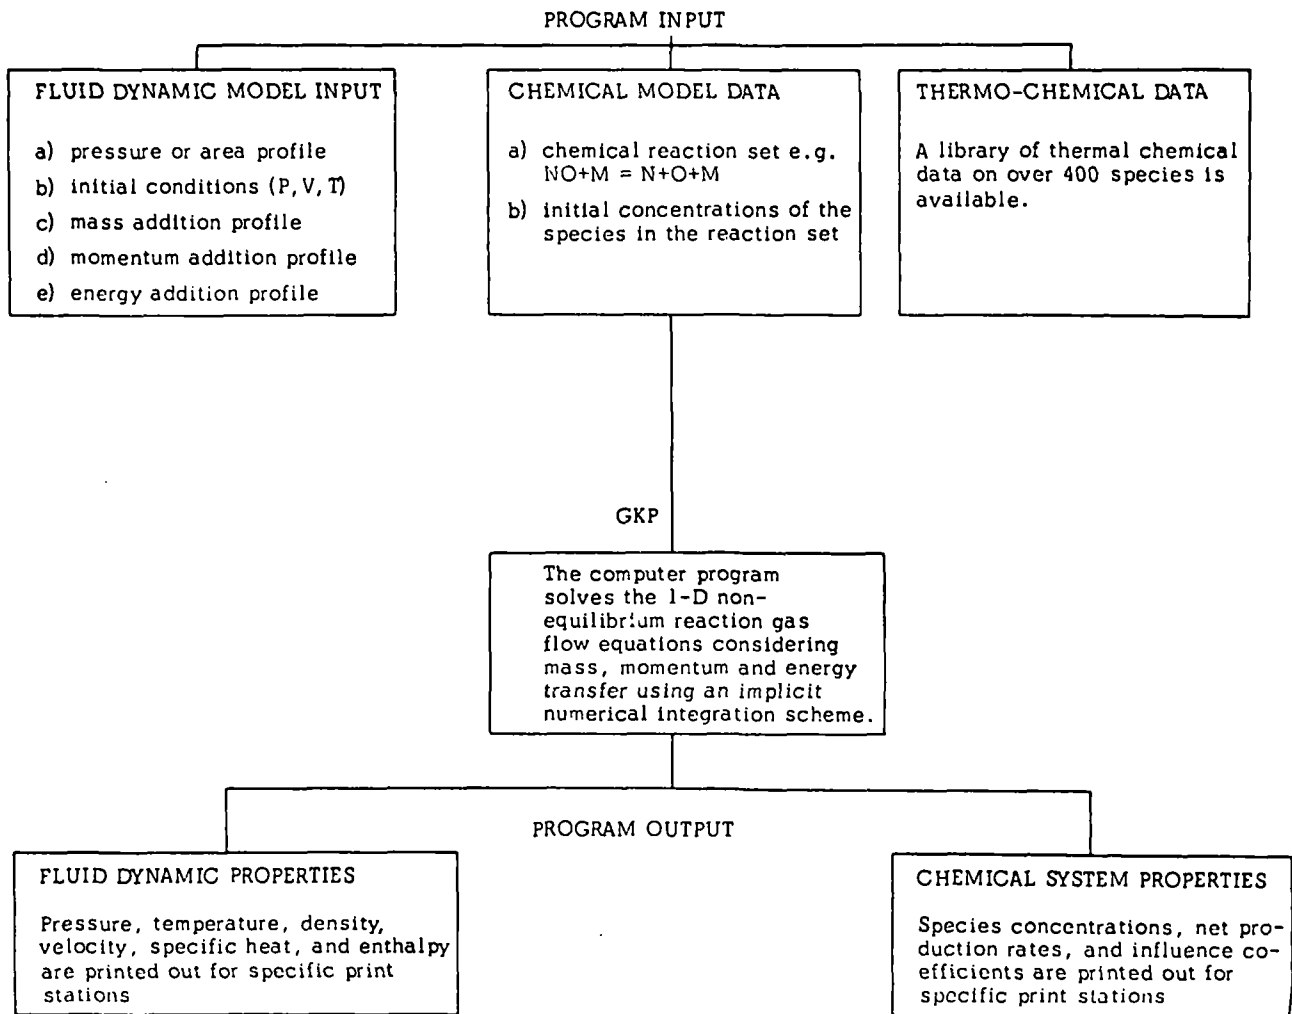 PROGRAM INPUT
FLUID DYNAMIC MODEL INPUT
a) pressure or area profile
b) initial conditions (P,V,T)
c) mass addition profile
d) momentum addition profile
e) energy addition profile
CHEMICAL MODEL DATA
a) chemical reaction set e.g.
NO+M = N+O+M
b) initial concentrations of the
species in the reaction set
THERMO-CHEMICAL DATA
A library of thermal chemical
data on over 400 species is
available.
GKP
The computer program
solves the 1-D non-
equilibrium reaction gas
flow equations considering
mass, momentum and energy
transfer using an implicit
numerical integration scheme.
PROGRAM OUTPUT
FLUID DYNAMIC PROPERTIES
Pressure, temperature, density,
velocity, specific heat, and enthalpy
are printed out for specific print
stations
CHEMICAL SYSTEM PROPERTIES
Species concentrations, net pro-
duction rates, and influence co-
efficients are printed out for
specific print stations